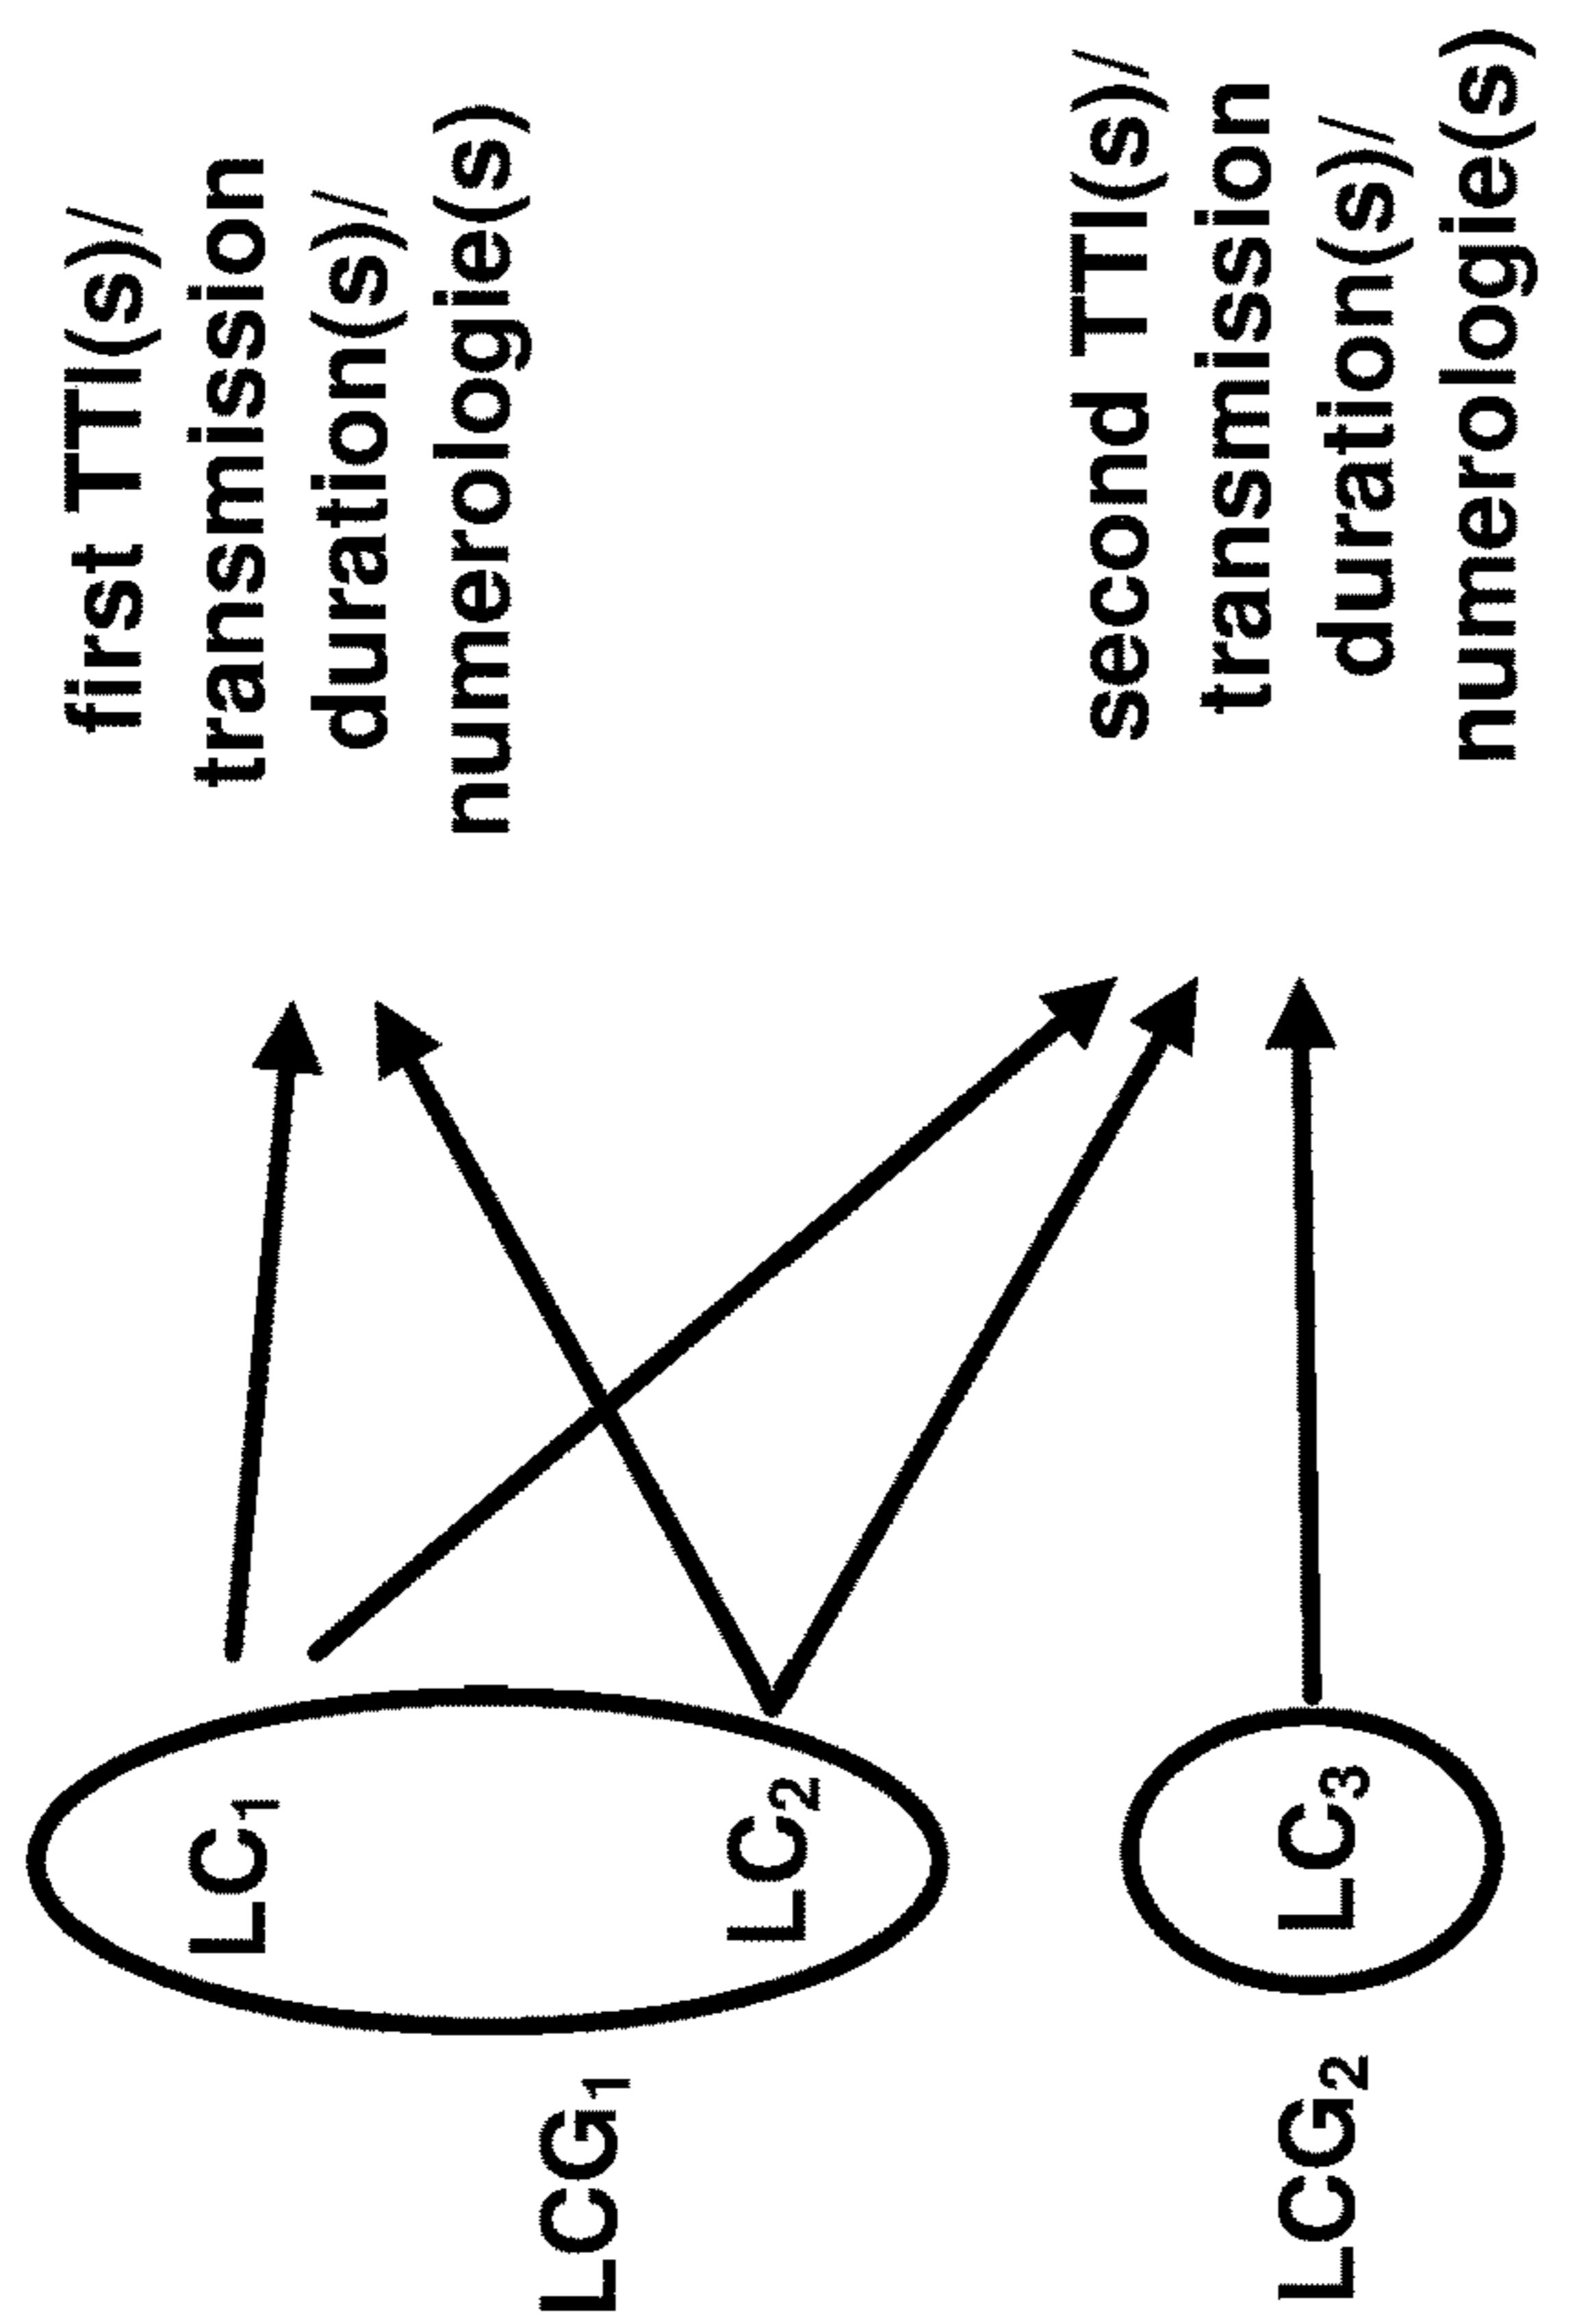 LCG1
LC1
LC2
first TTI(s)/
transmission
duration(s)/
numerologie(s)
LCG2
LC3
second TTI(s)/
transmission
duration(s)/
numerologie(s)